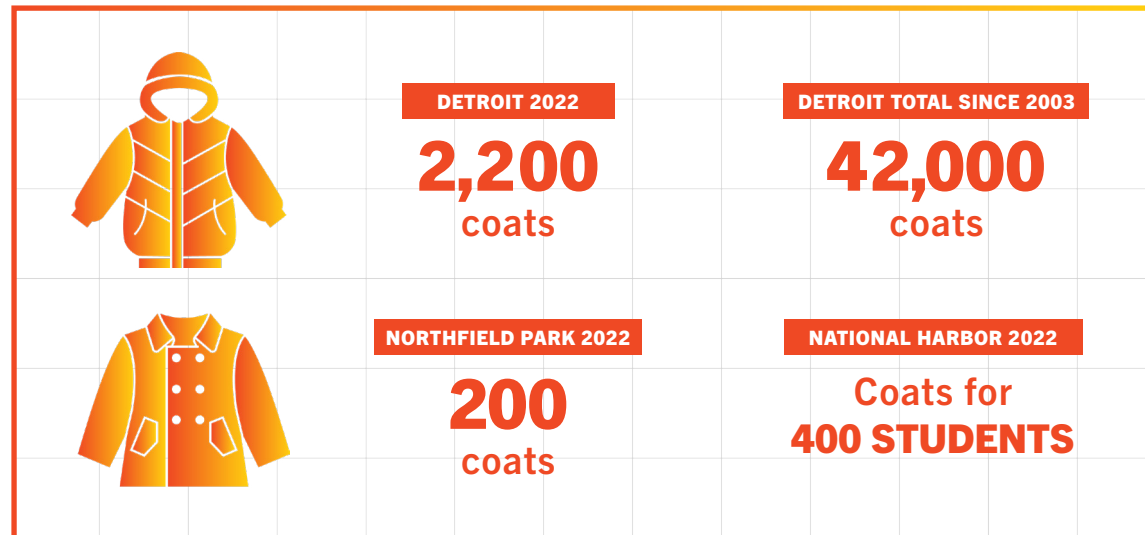 DETROIT 2022
2,200
coats
DETROIT TOTAL SINCE 2003
42,000
coats
NORTHFIELD PARK 2022
200
coats
NATIONAL HARBOR 2022
Coats for
400 STUDENTS